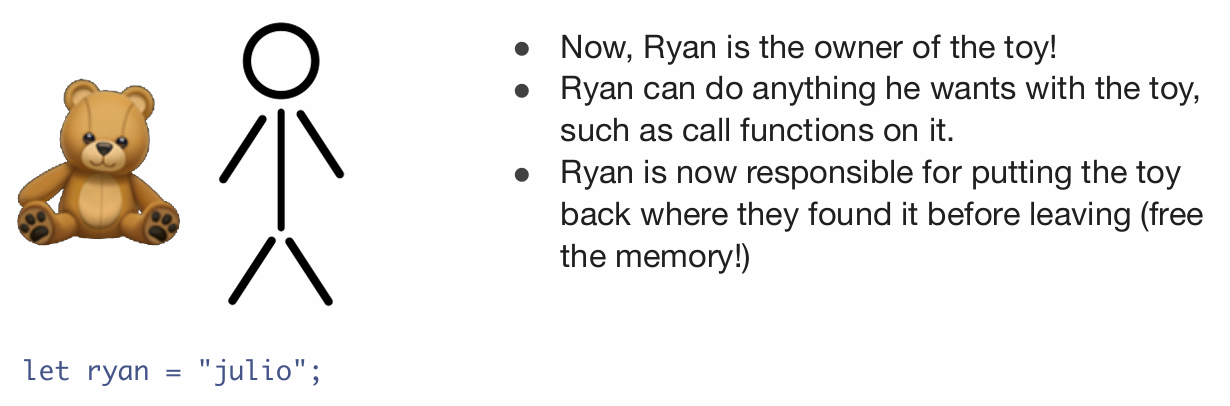 ● Now, Ryan is the owner of the toy!
● Ryan can do anything he wants with the toy,
such as call functions on it.
● Ryan is now responsible for putting the toy
back where they found it before leaving (free
the memory!)
let ryan = "julio";